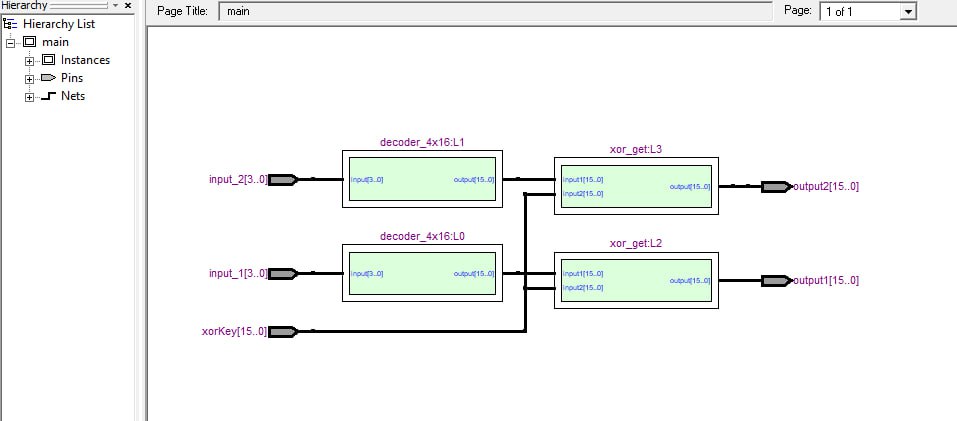 Hierarchy
Hierarchy List
main
Instances
Pins
Nets
Page Title: main
Page: 1 of 1
decoder_4x16:L1
xor_get:L3
input_2[3..0]
input[3..0]
output[15..0]
input1[15..0]
input2[15..0]
output[15..0]
output2[15..0]
decoder_4x16:L0
xor_get:L2
input_1[3..0]
input[3..0]
output[15..0]
input1[15..0]
input2[15..0]
output[15..0]
output1[15..0]
xorKey[15..0]